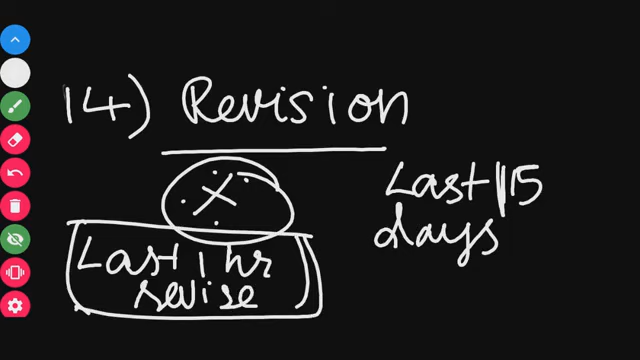 14) Revision
X
Last 15
days
Last 1 hr
revise